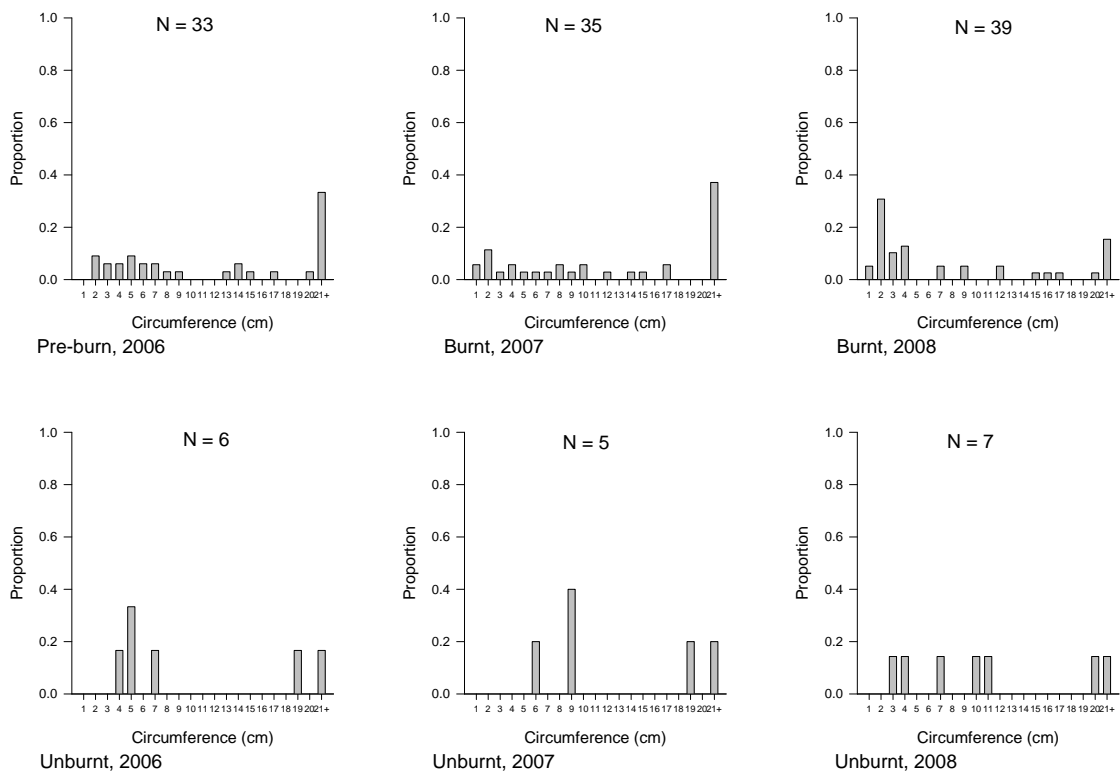 N = 33
1.0
0.8
0.6
0.4
0.2
0.0
Proportion
1 2 3 4 5 6 7 8 9 10 11 12 13 14 15 16 17 18 19 20 21+
Circumference (cm)
Pre-burn, 2006
N = 35
1.0
0.8
0.6
0.4
0.2
0.0
Proportion
1 2 3 4 5 6 7 8 9 10 11 12 13 14 15 16 17 18 19 20 21+
Circumference (cm)
Burnt, 2007
N = 39
1.0
0.8
0.6
0.4
0.2
0.0
Proportion
1 2 3 4 5 6 7 8 9 10 11 12 13 14 15 16 17 18 19 20 21+
Circumference (cm)
Burnt, 2008
N = 6
1.0
0.8
0.6
0.4
0.2
0.0
Proportion
1 2 3 4 5 6 7 8 9 10 11 12 13 14 15 16 17 18 19 20 21+
Circumference (cm)
Unburnt, 2006
N = 5
1.0
0.8
0.6
0.4
0.2
0.0
Proportion
1 2 3 4 5 6 7 8 9 10 11 12 13 14 15 16 17 18 19 20 21+
Circumference (cm)
Unburnt, 2007
N = 7
1.0
0.8
0.6
0.4
0.2
0.0
Proportion
1 2 3 4 5 6 7 8 9 10 11 12 13 14 15 16 17 18 19 20 21+
Circumference (cm)
Unburnt, 2008